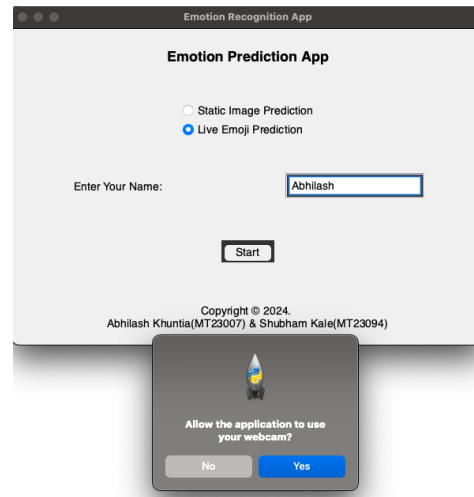 Emotion Recognition App
Emotion Prediction App
Static Image Prediction
Live Emoji Prediction
Enter Your Name:
Abhilash
Start
Copyright © 2024.
Abhilash Khuntia(MT23007) & Shubham Kale(MT23094)
Allow the application to use
your webcam?
No
Yes